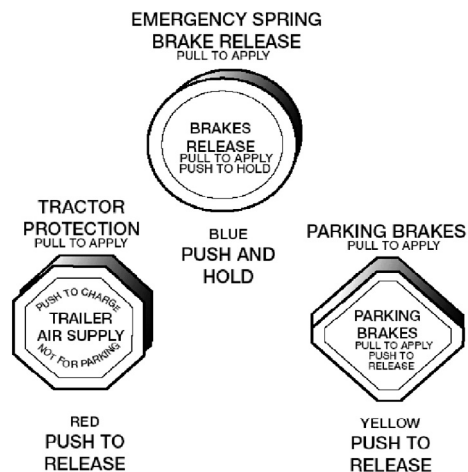 EMERGENCY SPRING
BRAKE RELEASE
PULL TO APPLY
BRAKES
RELEASE
PULL TO APPLY
PUSH TO HOLD
BLUE
PUSH AND
HOLD
TRACTOR
PROTECTION
PULL TO APPLY
PUSH TO CHARGE
TRAILER
AIR SUPPLY
NOT FOR PARKING
RED
PUSH TO
RELEASE
PARKING BRAKES
PULL TO APPLY
PARKING
BRAKES
PULL TO APPLY
PUSH TO
RELEASE
YELLOW
PUSH TO
RELEASE